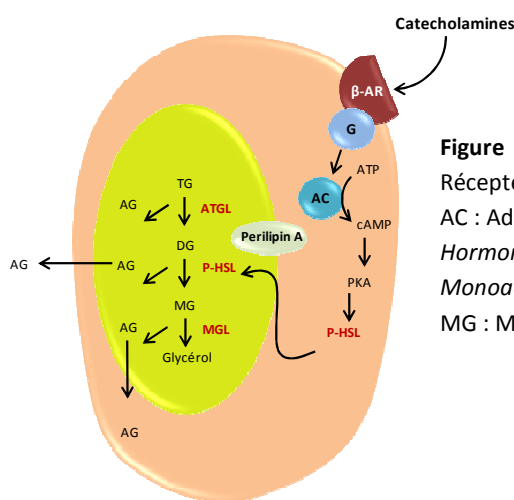 Catecholamines
β-AR
G
ATP
AC
cAMP
PKA
P-HSL
Perilipin A
TG
AG
ATGL
DG
AG
AG
P-HSL
MG
AG
MGL
Glycérol
AG
Figure
Récepte
AC : Ad
Hormon
Monoa
MG : M